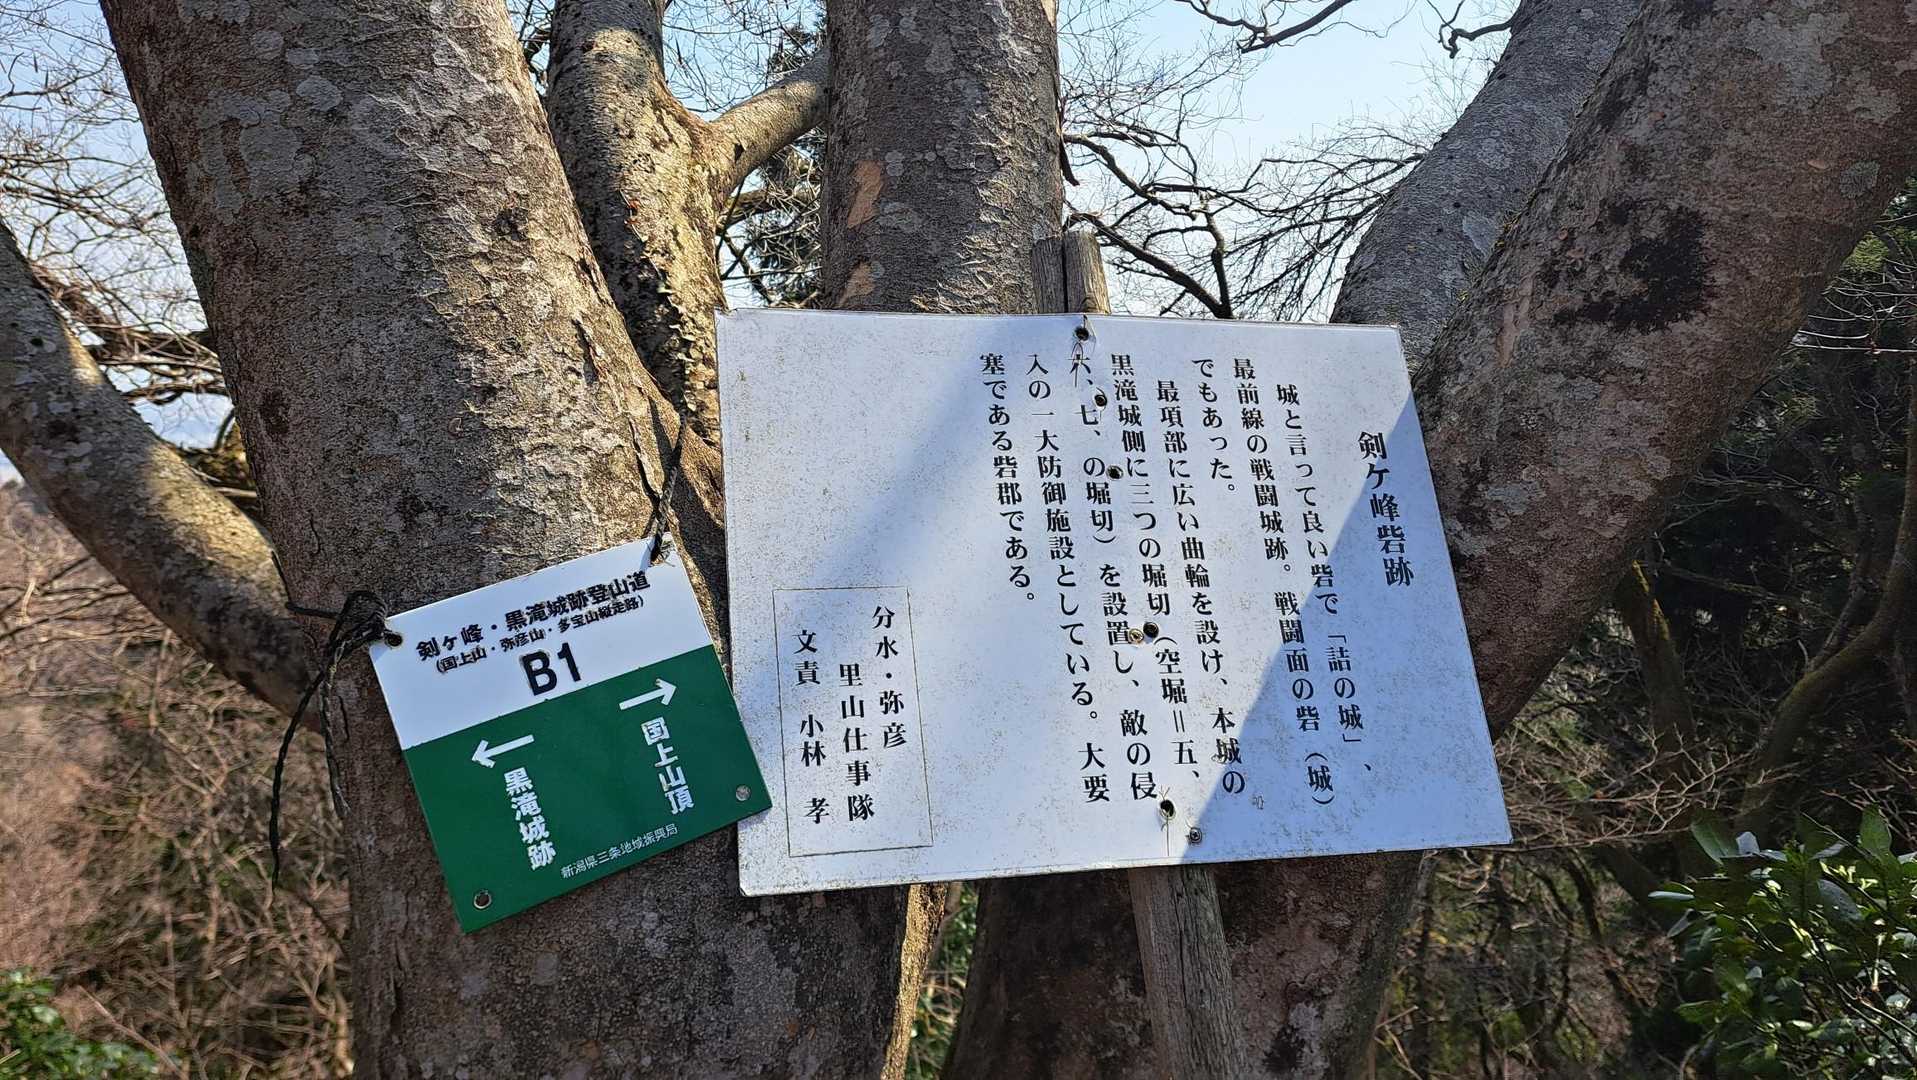 剣ケ峰砦跡
城と言って良い砦で「詰の城」、
最前線の戦闘城跡。戦闘面の砦（城）
でもあった。
最項部に広い曲輪を設け、本城の
黒滝城側に三つの堀切（空堀＝五、
六、七、の堀切）を設置し、敵の侵
入の一大防御施設としている。大要
塞である砦郡である。
分水・弥彦
里山仕事隊
文責 小林 孝
剣ヶ峰・黒滝城跡登山道
（国上山・弥彦山・多宝山縦走路）
B1
→
国上山頂
←
黒滝城跡
新潟県三条地域振興局